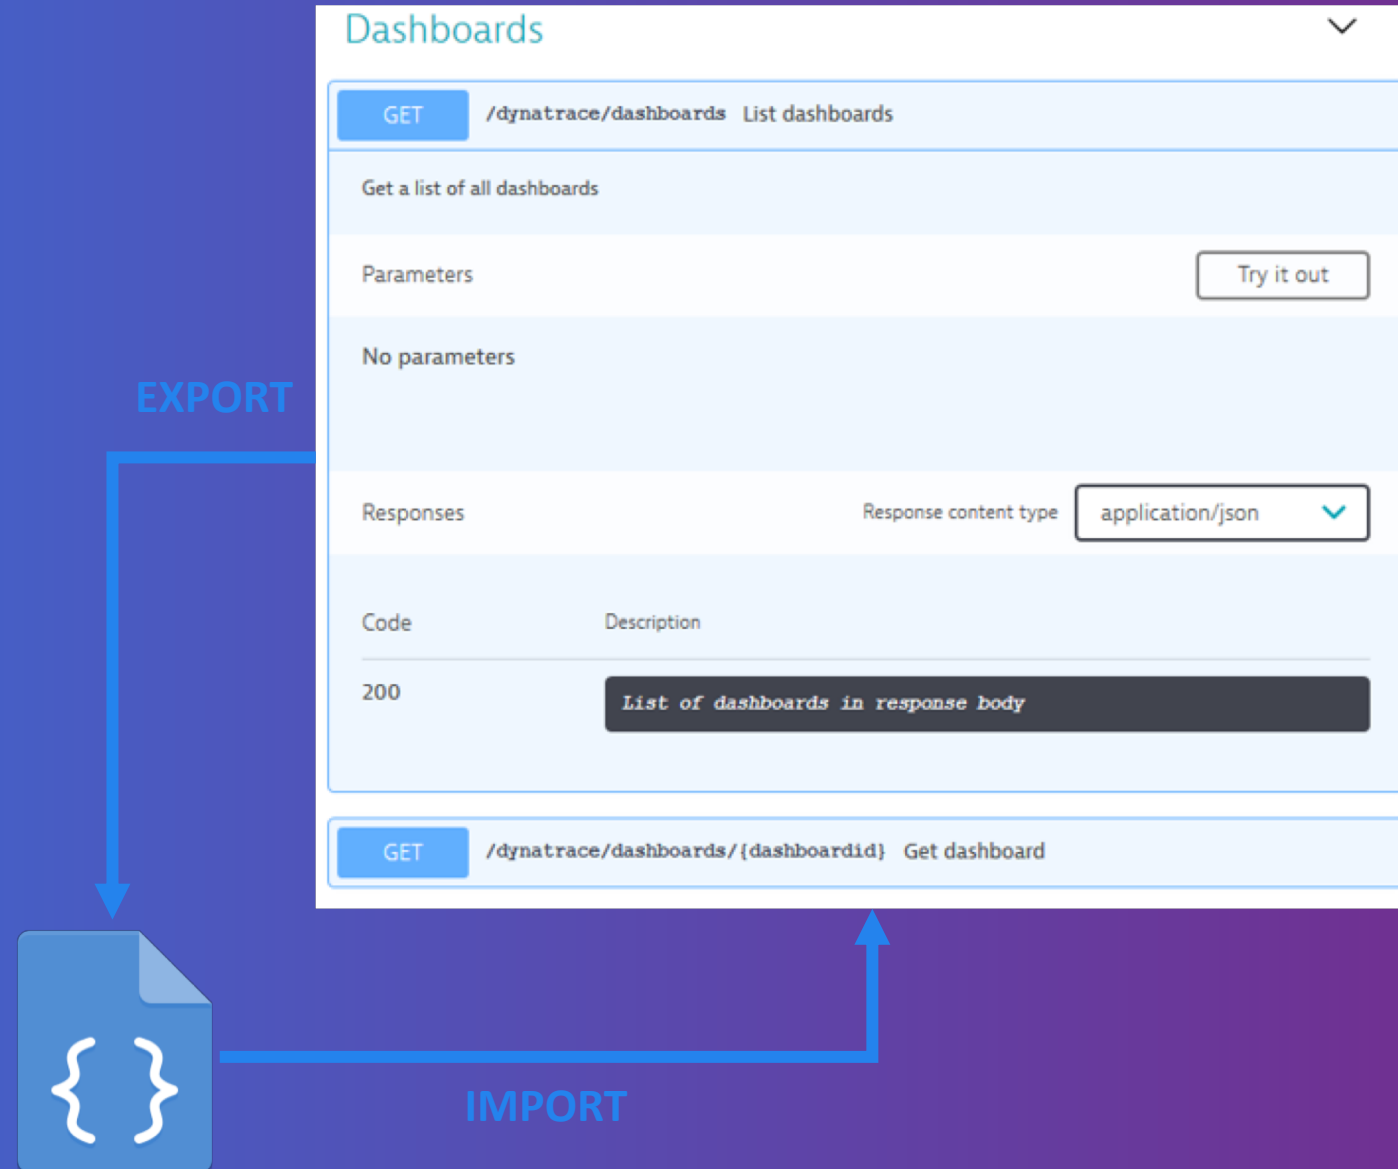 Dashboards
GET /dynatrace/dashboards List dashboards
Get a list of all dashboards
Parameters Try it out
No parameters
EXPORT
Responses Response content type application/json
Code Description
200 List of dashboards in response body
GET /dynatrace/dashboards/{dashboardid} Get dashboard
{ }
IMPORT